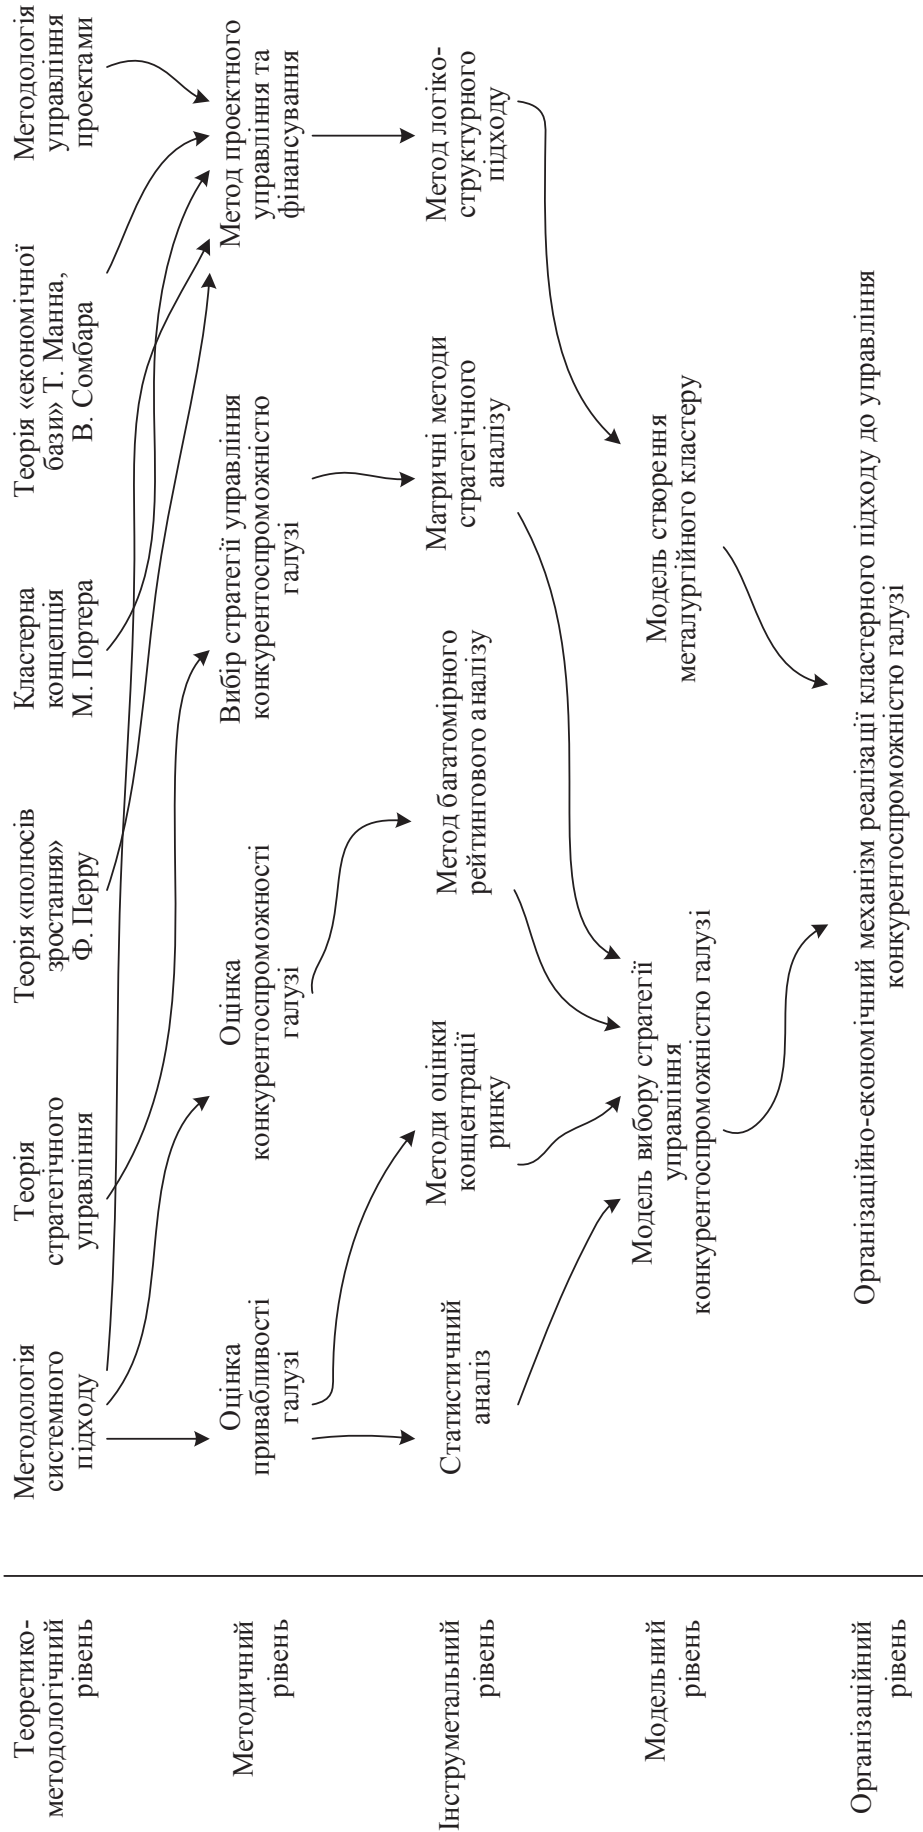 Теоретико-
методологічний
рівень
Методологія
системного
підходу
Теорія
стратегічного
управління
Теорія «полюсів
зростання»
Ф. Перру
Кластерна
концепція
М. Портера
Теорія «економічної
бази» Т. Манна,
В. Сомбара
Методологія
управління
проектами
Методичний
рівень
Оцінка
привабливості
галузі
Оцінка
конкурентоспроможності
галузі
Вибір стратегії управління
конкурентоспроможністю
галузі
Метод проектного
управління та
фінансування
Інструметальний
рівень
Статистичний
аналіз
Методи оцінки
концентрації
ринку
Метод багатомірного
рейтингового аналізу
Матричні методи
стратегічного
аналізу
Метод логіко-
структурного
підходу
Модельний
рівень
Модель вибору стратегії
управління
конкурентоспроможністю галузі
Модель створення
металургійного кластеру
Організаційний
рівень
Організаційно-економічний механізм реалізації кластерного підходу до управління
конкурентоспроможністю галузі